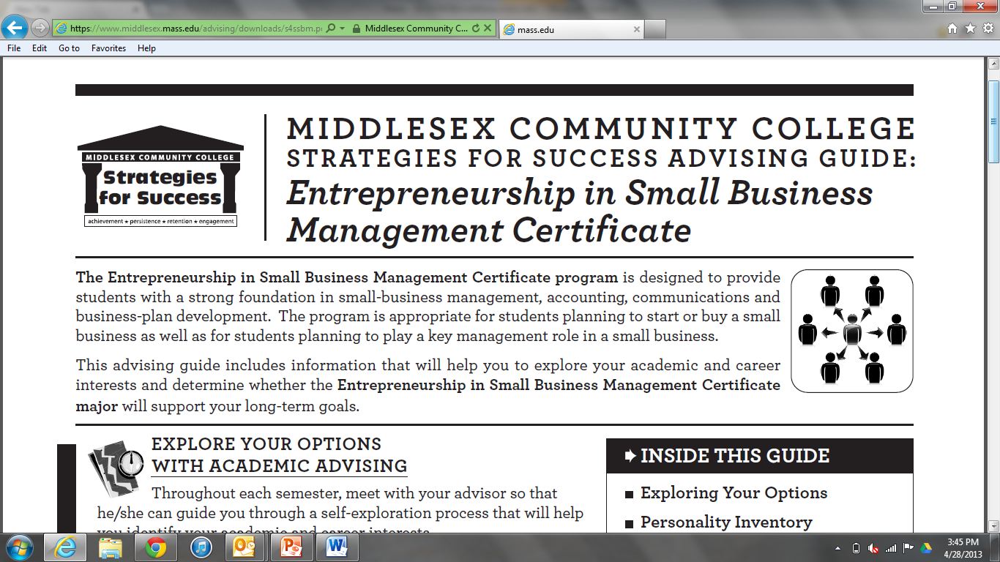 https://www.middlesex.mass.edu/advising/downloads/s4ssbm.p
Middlesex Community C...
mass.edu
File Edit Go to Favorites Help
MIDDLESEX COMMUNITY COLLEGE
Strategies
for Success
achievement ★ persistence ★ retention ★ engagement
MIDDLESEX COMMUNITY COLLEGE
STRATEGIES FOR SUCCESS ADVISING GUIDE:
Entrepreneurship in Small Business
Management Certificate
The Entrepreneurship in Small Business Management Certificate program is designed to provide
students with a strong foundation in small-business management, accounting, communications and
business-plan development. The program is appropriate for students planning to start or buy a small
business as well as for students planning to play a key management role in a small business.
This advising guide includes information that will help you to explore your academic and career
interests and determine whether the Entrepreneurship in Small Business Management Certificate
major will support your long-term goals.
EXPLORE YOUR OPTIONS
WITH ACADEMIC ADVISING
Throughout each semester, meet with your advisor so that
he/she can guide you through a self-exploration process that will help
you identify your academic and career interests
INSIDE THIS GUIDE
■ Exploring Your Options
■ Personality Inventory
3:45 PM
4/28/2013